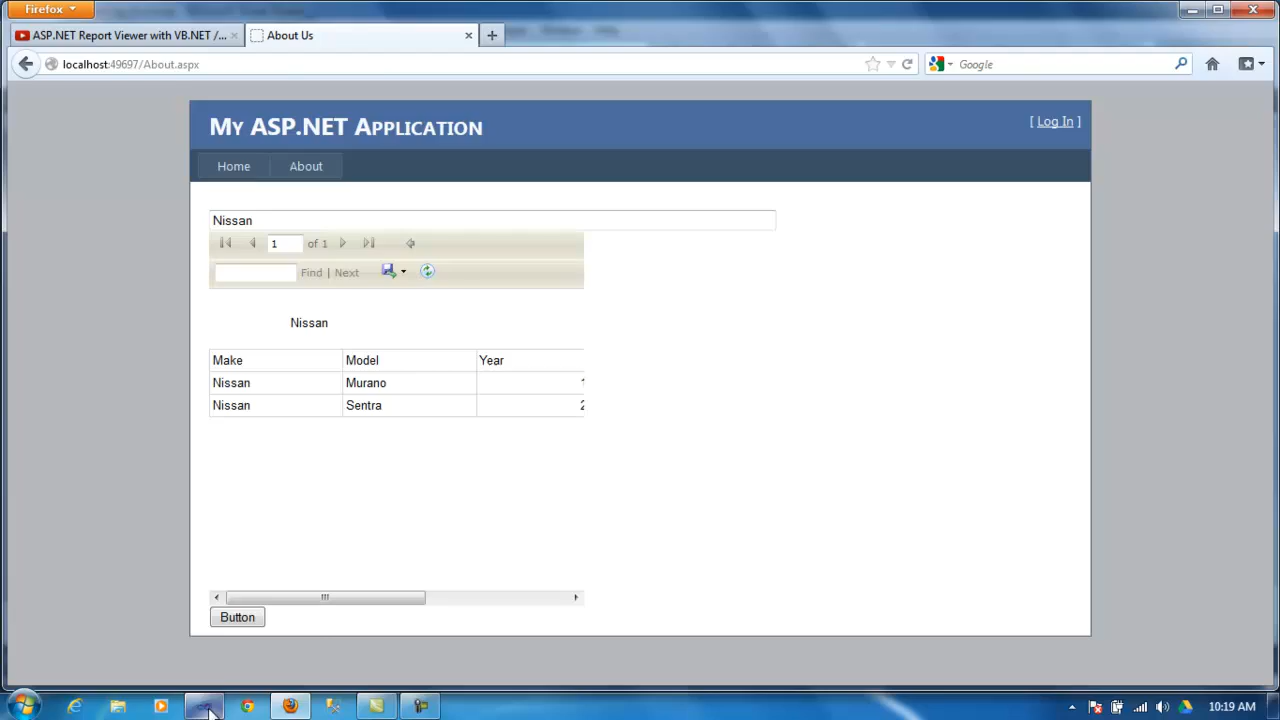 Firefox
ASP.NET Report Viewer with VB.NET /...
About Us
localhost:49697/About.aspx
Google
My ASP.NET Application
[ Log In ]
Home
About
Nissan
1 of 1
Find | Next
Nissan
Make Model Year
Nissan Murano 1
Nissan Sentra 2
Button
10:19 AM